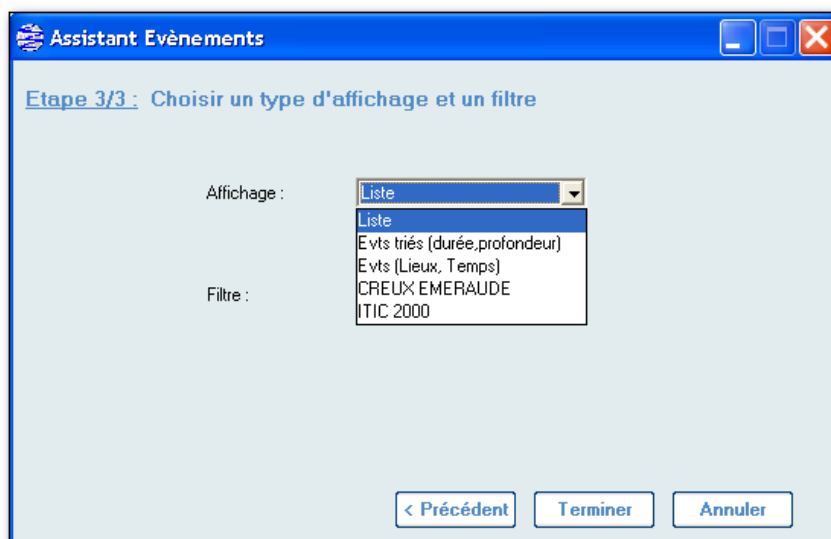 Assistant Evènements
Etape 3/3 : Choisir un type d'affichage et un filtre
Affichage :
Liste
Liste
Evts triés (durée,profondeur)
Evts (Lieux, Temps)
CREUX EMERAUDE
ITIC 2000
Filtre :
< Précédent
Terminer
Annuler